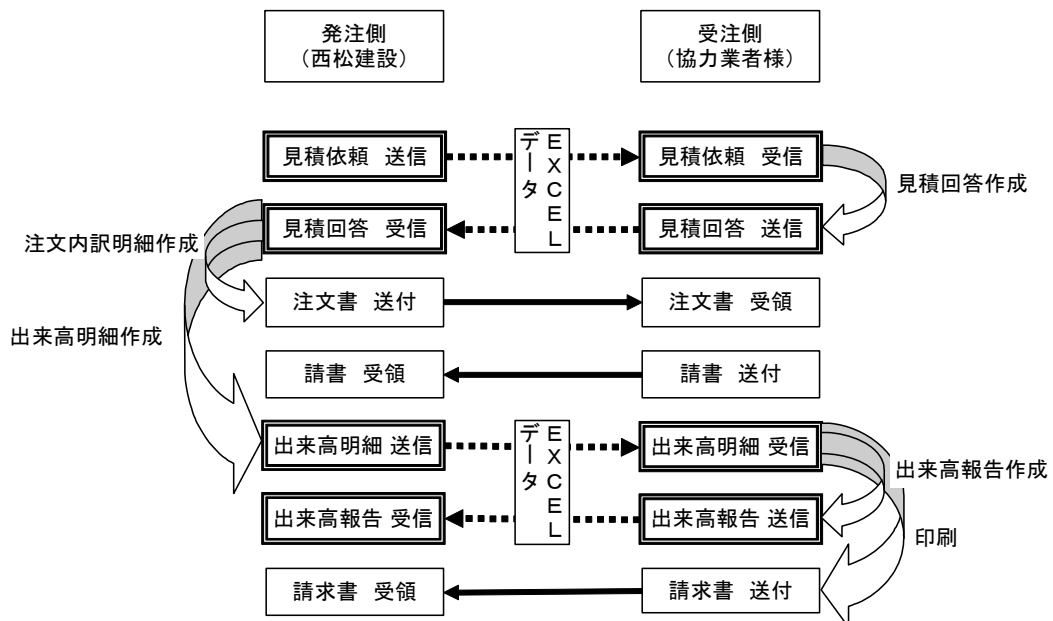 発注側
（西松建設）
受注側
（協力業者様）
見積依頼 送信
EXCEL
データ
見積依頼 受信
見積回答作成
見積回答 受信
見積回答 送信
注文内訳明細作成
注文書 送付
注文書 受領
出来高明細作成
請書 受領
請書 送付
出来高明細 送信
EXCEL
データ
出来高明細 受信
出来高報告作成
出来高報告 受信
出来高報告 送信
印刷
請求書 受領
請求書 送付